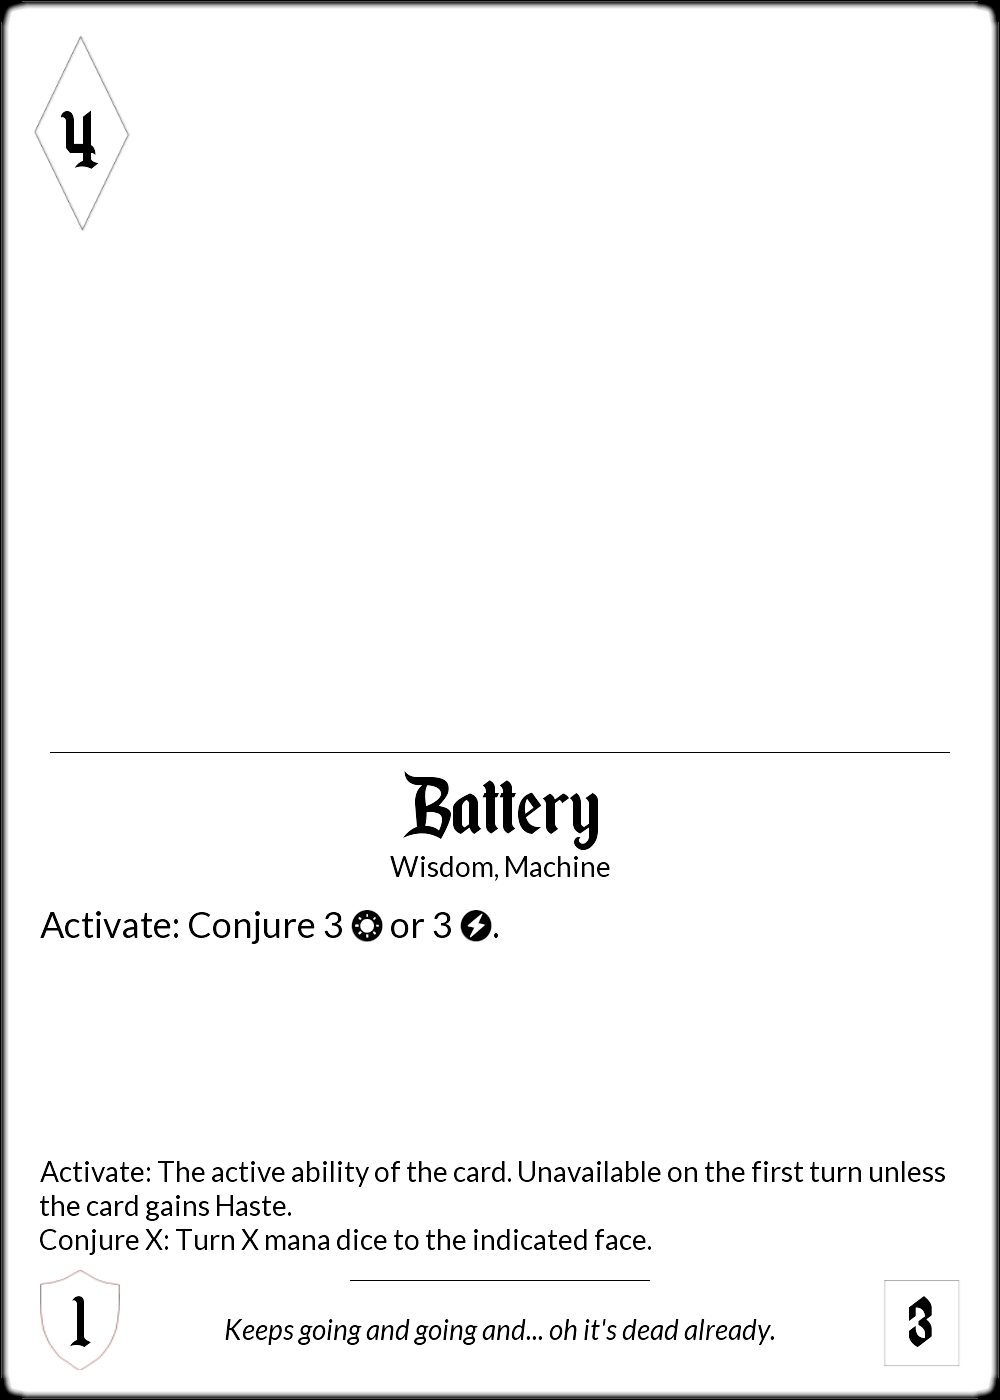 4
Battery
Wisdom, Machine
Activate: Conjure 3 or 3 .
Activate: The active ability of the card. Unavailable on the first turn unless
the card gains Haste.
Conjure X: Turn X mana dice to the indicated face.
1
Keeps going and going and... oh it's dead already.
3